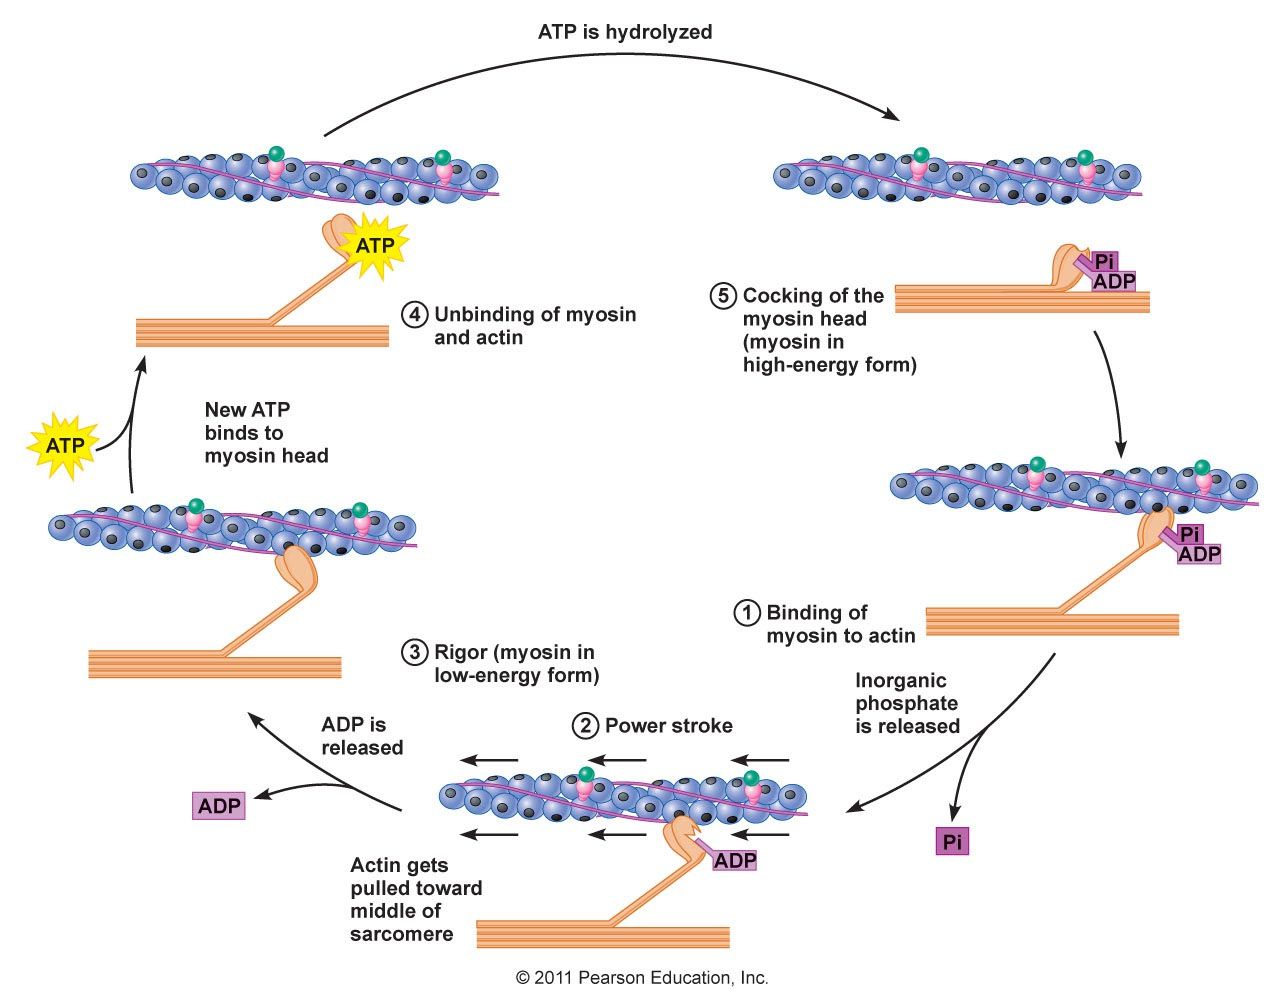 ATP is hydrolyzed
ATP
④ Unbinding of myosin
and actin
Pi
ADP
⑤ Cocking of the
myosin head
(myosin in
high-energy form)
New ATP
binds to
myosin head
ATP
Pi
ADP
① Binding of
myosin to actin
③ Rigor (myosin in
low-energy form)
Inorganic
phosphate
is released
ADP is
released
② Power stroke
ADP
Pi
ADP
Actin gets
pulled toward
middle of
sarcomere
© 2011 Pearson Education, Inc.